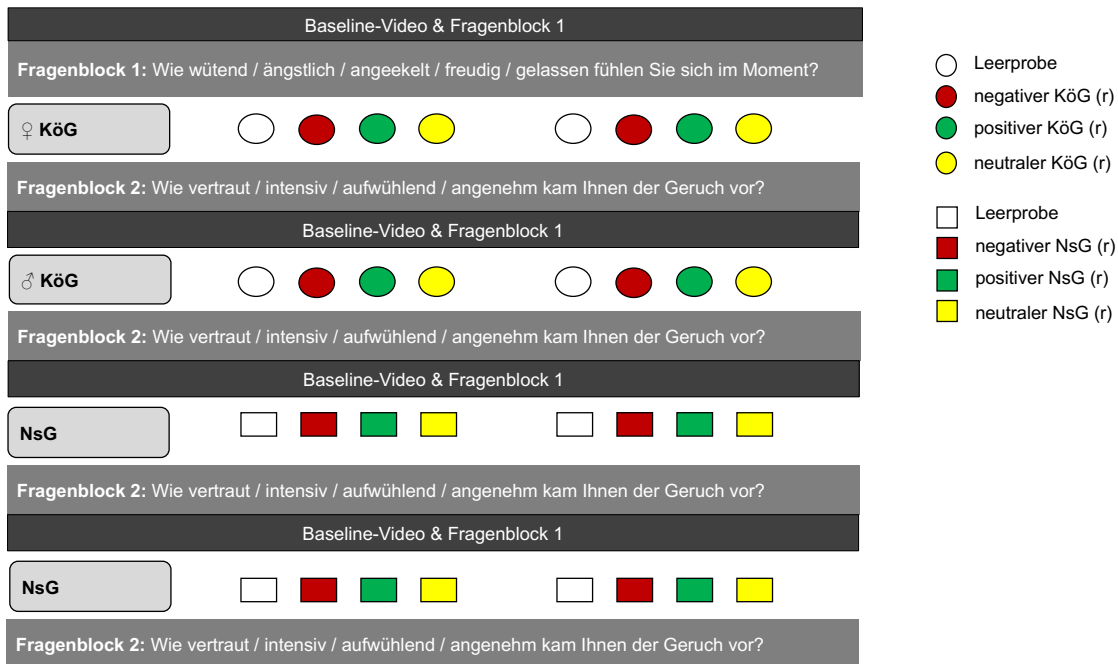 Baseline-Video & Fragenblock 1
Fragenblock 1: Wie wütend / ängstlich / angeekelt / freudig / gelassen fühlen Sie sich im Moment?
♀ KöG
Fragenblock 2: Wie vertraut / intensiv / aufwühlend / angenehm kam Ihnen der Geruch vor?
Baseline-Video & Fragenblock 1
♂ KöG
Fragenblock 2: Wie vertraut / intensiv / aufwühlend / angenehm kam Ihnen der Geruch vor?
Baseline-Video & Fragenblock 1
NsG
Fragenblock 2: Wie vertraut / intensiv / aufwühlend / angenehm kam Ihnen der Geruch vor?
Baseline-Video & Fragenblock 1
NsG
Fragenblock 2: Wie vertraut / intensiv / aufwühlend / angenehm kam Ihnen der Geruch vor?
Leerprobe
negativer KöG (r)
positiver KöG (r)
neutraler KöG (r)
Leerprobe
negativer NsG (r)
positiver NsG (r)
neutraler NsG (r)